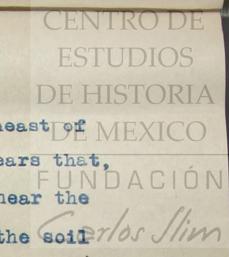 CENTRO DE
ESTUDIOS
DE HISTORIA
DE MEXICO
FUNDACIÓN
Carlos Slim
east of
ears that,
near the
the soil